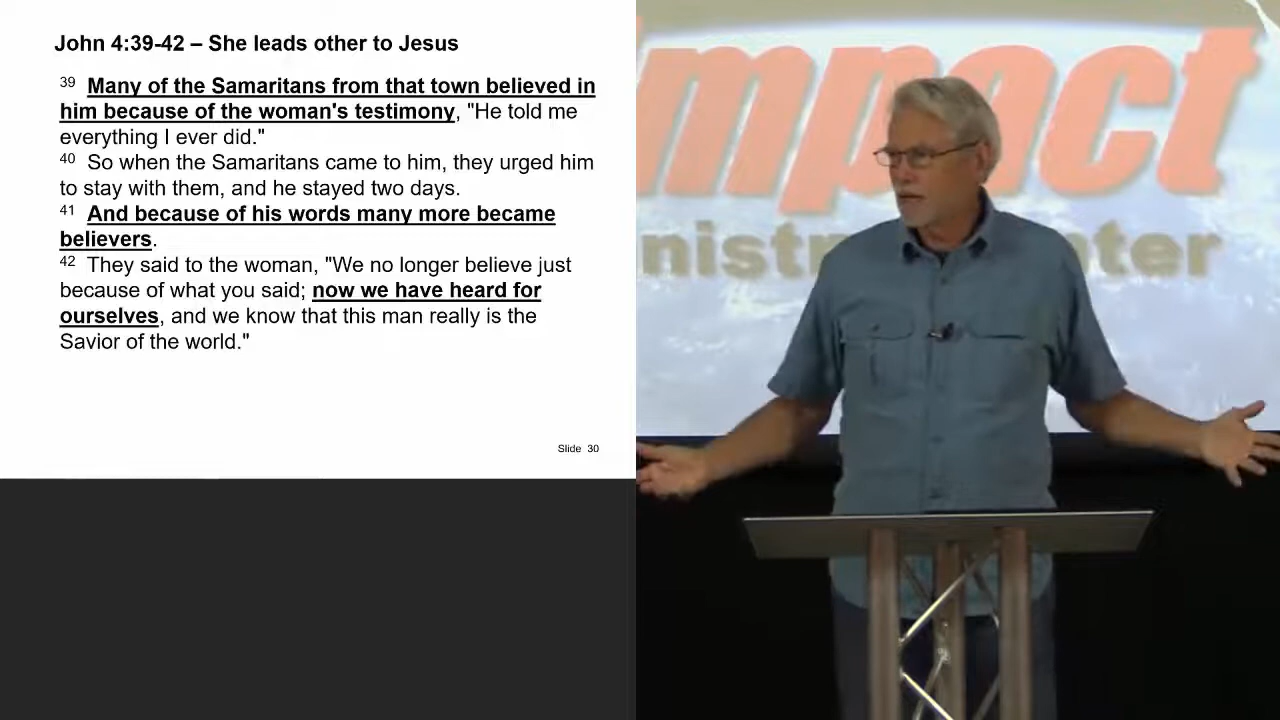 John 4:39-42 – She leads other to Jesus
39 Many of the Samaritans from that town believed in
him because of the woman's testimony, "He told me
everything I ever did."
40 So when the Samaritans came to him, they urged him
to stay with them, and he stayed two days.
41 And because of his words many more became
believers.
42 They said to the woman, "We no longer believe just
because of what you said; now we have heard for
ourselves, and we know that this man really is the
Savior of the world."
Slide 30
impact